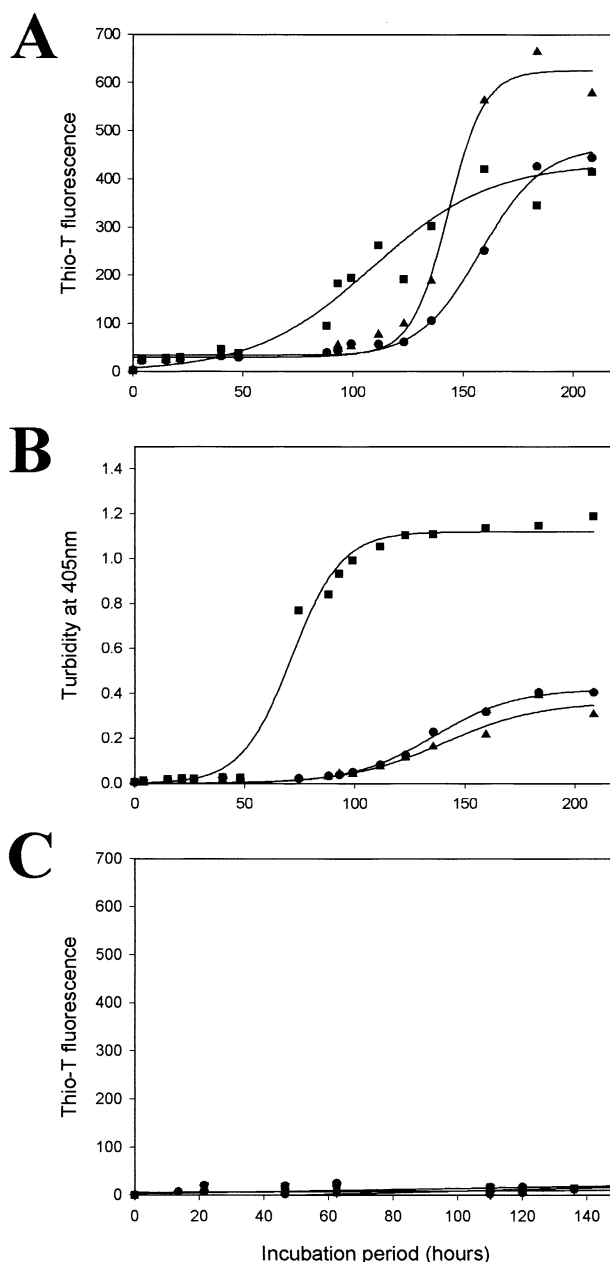 A
700
600
500
400
300
200
100
0
Thio-T fluorescence
0 50 100 150 200
B
1.4
1.2
1.0
0.8
0.6
0.4
0.2
0.0
Turbidity at 405nm
0 50 100 150 200
C
700
600
500
400
300
200
100
0
Thio-T fluorescence
0 20 40 60 80 100 120 140
Incubation period (hours)